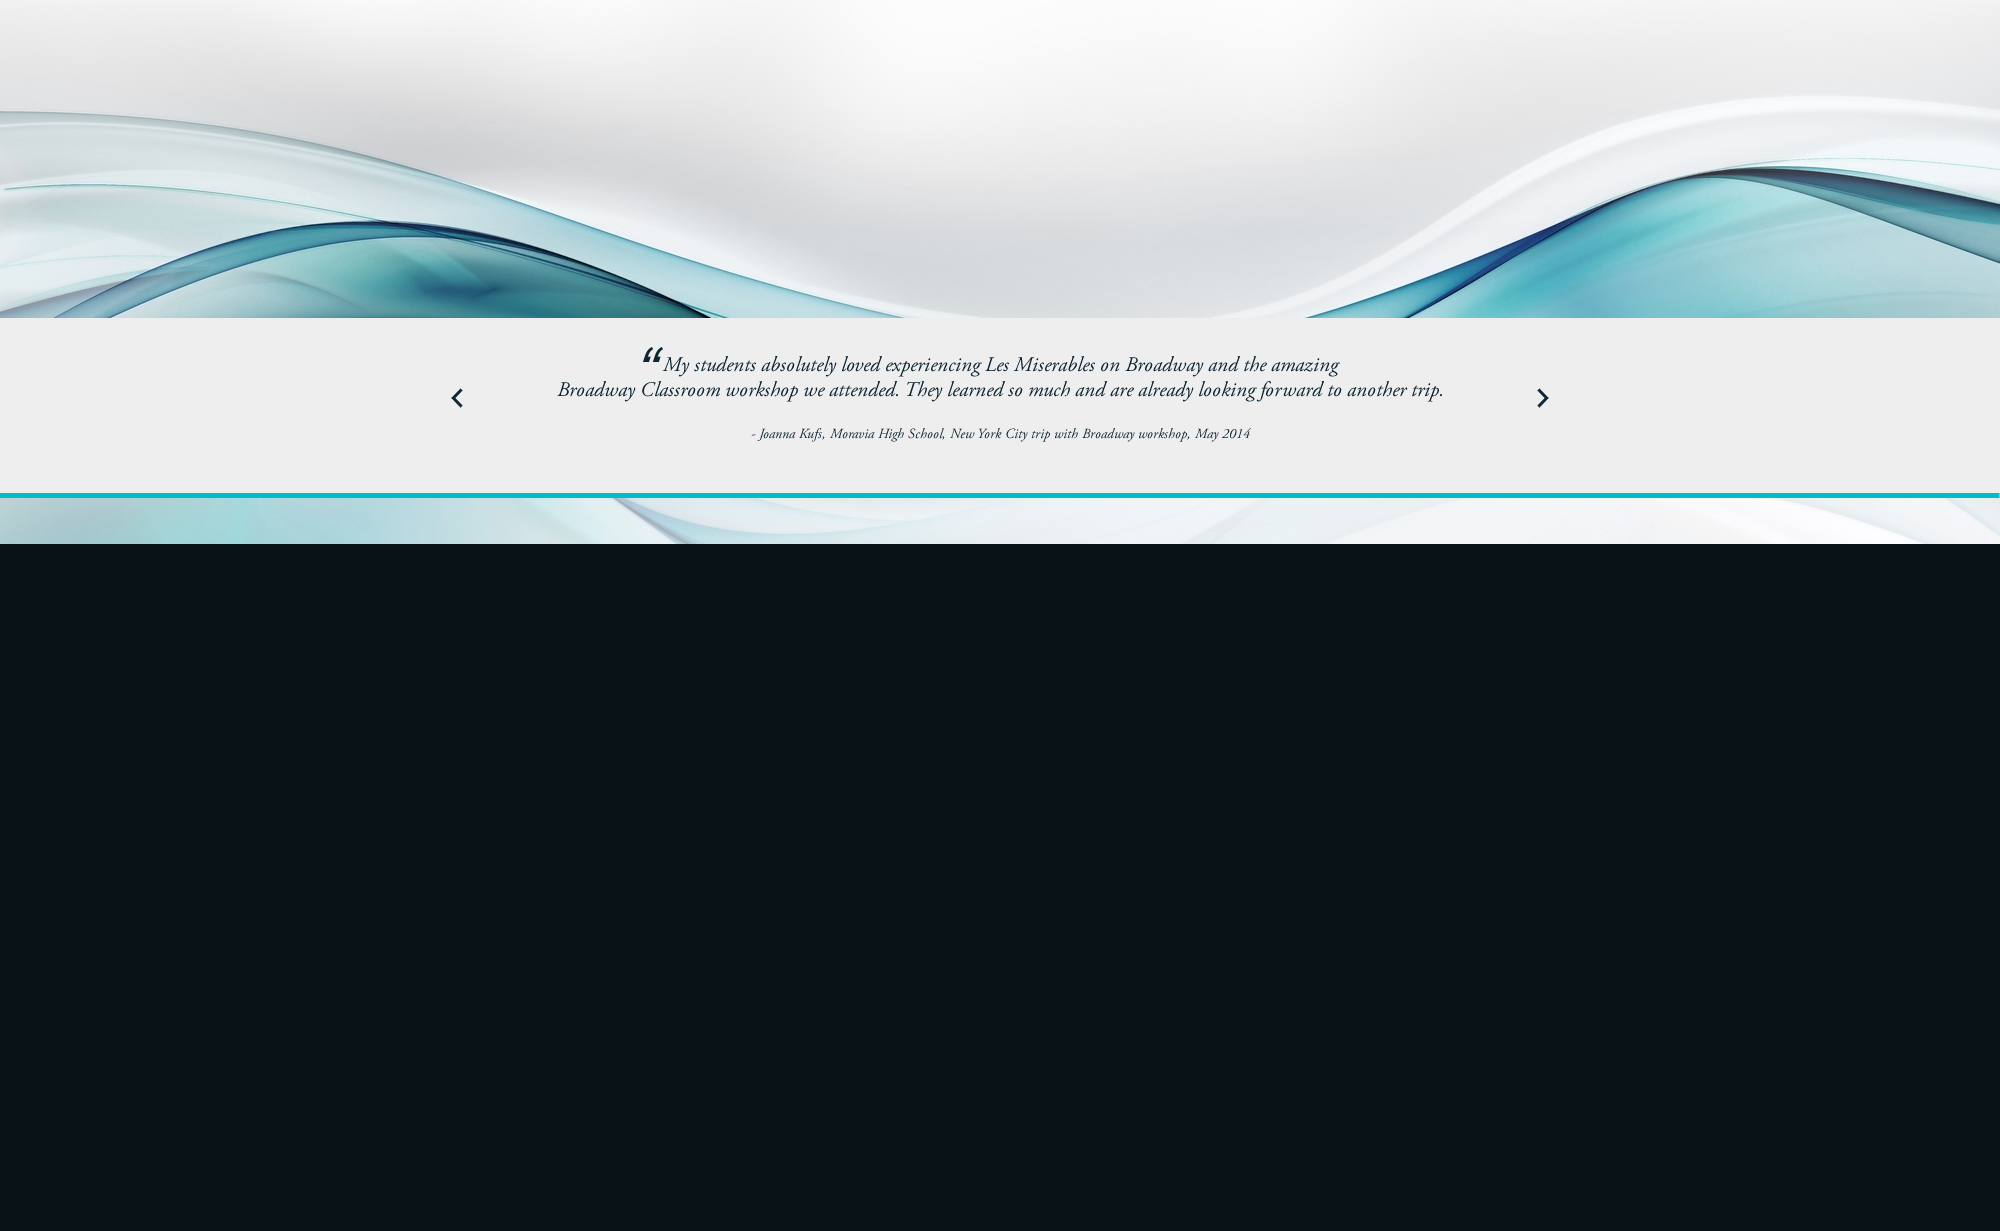 “My students absolutely loved experiencing Les Miserables on Broadway and the amazing
Broadway Classroom workshop we attended. They learned so much and are already looking forward to another trip.
- Joanna Kufs, Moravia High School, New York City trip with Broadway workshop, May 2014